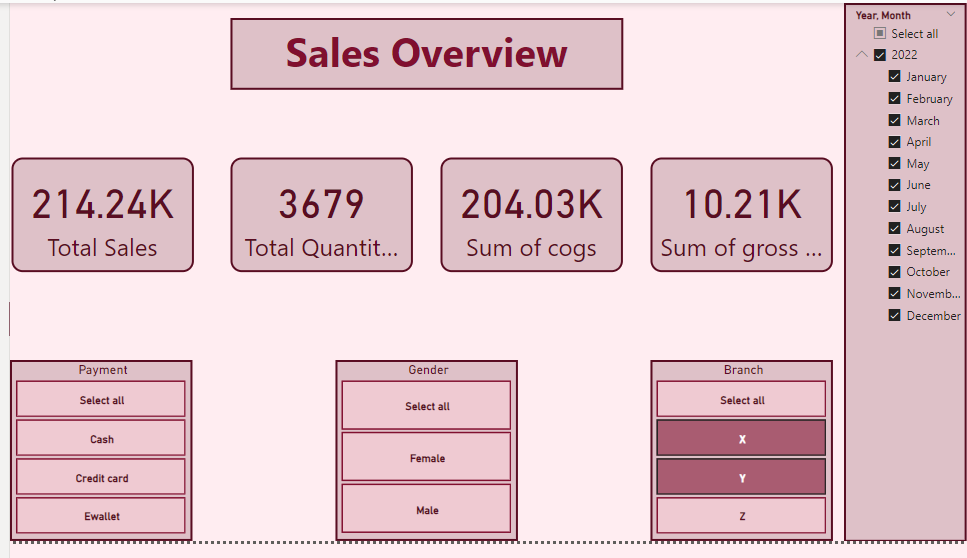 Sales Overview
214.24K
Total Sales
3679
Total Quantit...
204.03K
Sum of cogs
10.21K
Sum of gross ...
Payment
Select all
Cash
Credit card
Ewallet
Gender
Select all
Female
Male
Branch
Select all
X
Y
Z
Year, Month
Select all
2022
January
February
March
April
May
June
July
August
Septem...
October
Novemb...
December